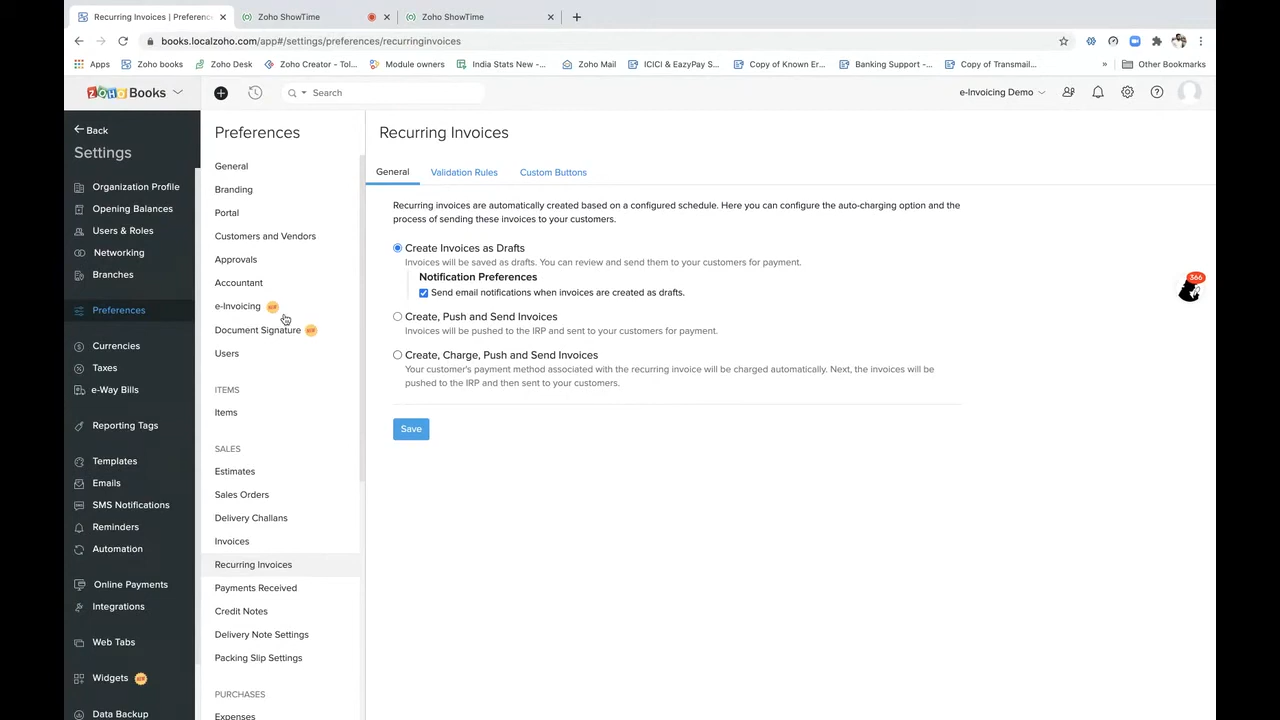 Recurring Invoices | Preferenc
Zoho ShowTime
Zoho ShowTime
books.localzoho.com/app#/settings/preferences/recurringinvoices
Apps
Zoho books
Zoho Desk
Zoho Creator - Tol...
Module owners
India Stats New -...
Zoho Mail
ICICI & EazyPay S...
Copy of Known Er...
Banking Support -...
Copy of Transmail...
»
Other Bookmarks
ZOHO Books
Search
e-Invoicing Demo
Back
Settings
Organization Profile
Opening Balances
Users & Roles
Networking
Branches
Preferences
Currencies
Taxes
e-Way Bills
Reporting Tags
Templates
Emails
SMS Notifications
Reminders
Automation
Online Payments
Integrations
Web Tabs
Widgets
Data Backup
Preferences
General
Branding
Portal
Customers and Vendors
Approvals
Accountant
e-Invoicing
Document Signature
Users
ITEMS
Items
SALES
Estimates
Sales Orders
Delivery Challans
Invoices
Recurring Invoices
Payments Received
Credit Notes
Delivery Note Settings
Packing Slip Settings
PURCHASES
Expenses
Recurring Invoices
General
Validation Rules
Custom Buttons
Recurring invoices are automatically created based on a configured schedule. Here you can configure the auto-charging option and the
process of sending these invoices to your customers.
Create Invoices as Drafts
Invoices will be saved as drafts. You can review and send them to your customers for payment.
Notification Preferences
Send email notifications when invoices are created as drafts.
Create, Push and Send Invoices
Invoices will be pushed to the IRP and sent to your customers for payment.
Create, Charge, Push and Send Invoices
Your customer's payment method associated with the recurring invoice will be charged automatically. Next, the invoices will be
pushed to the IRP and then sent to your customers.
Save
366